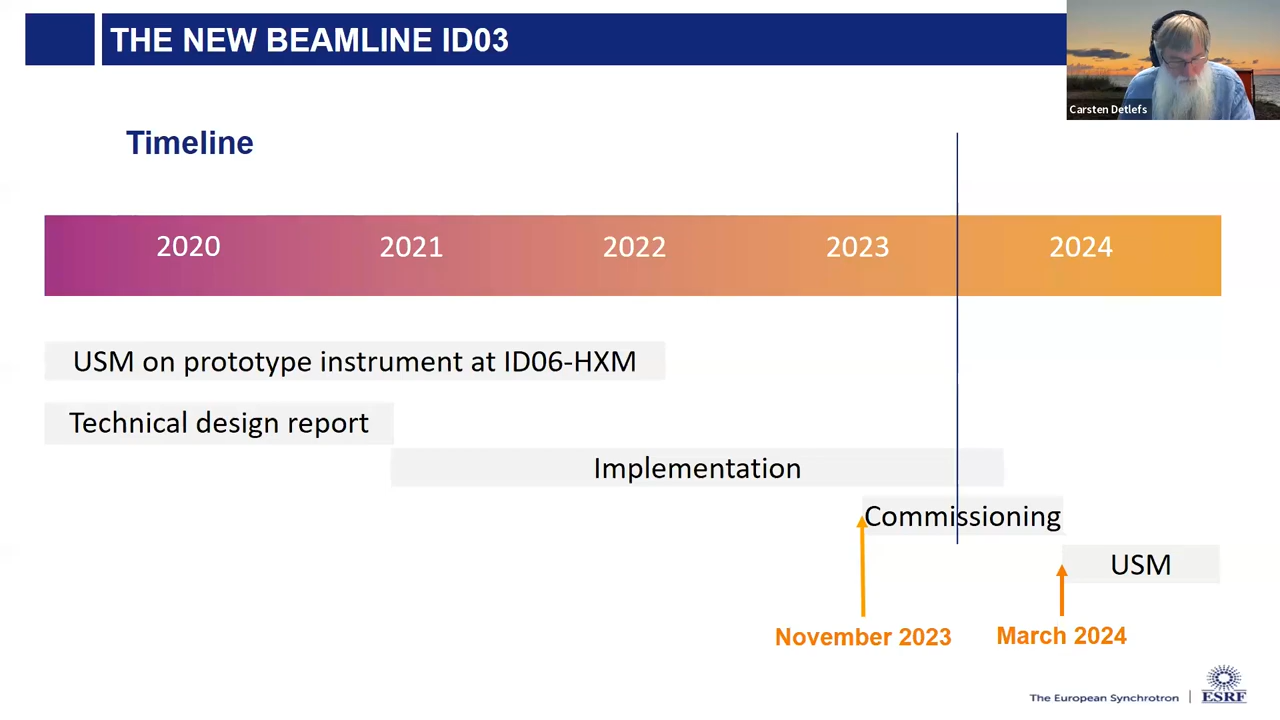 THE NEW BEAMLINE ID03
Carsten Detlefs
Timeline
2020 2021 2022 2023 2024
USM on prototype instrument at ID06-HXM
Technical design report
Implementation
Commissioning
USM
November 2023 March 2024
The European Synchrotron | ESRF